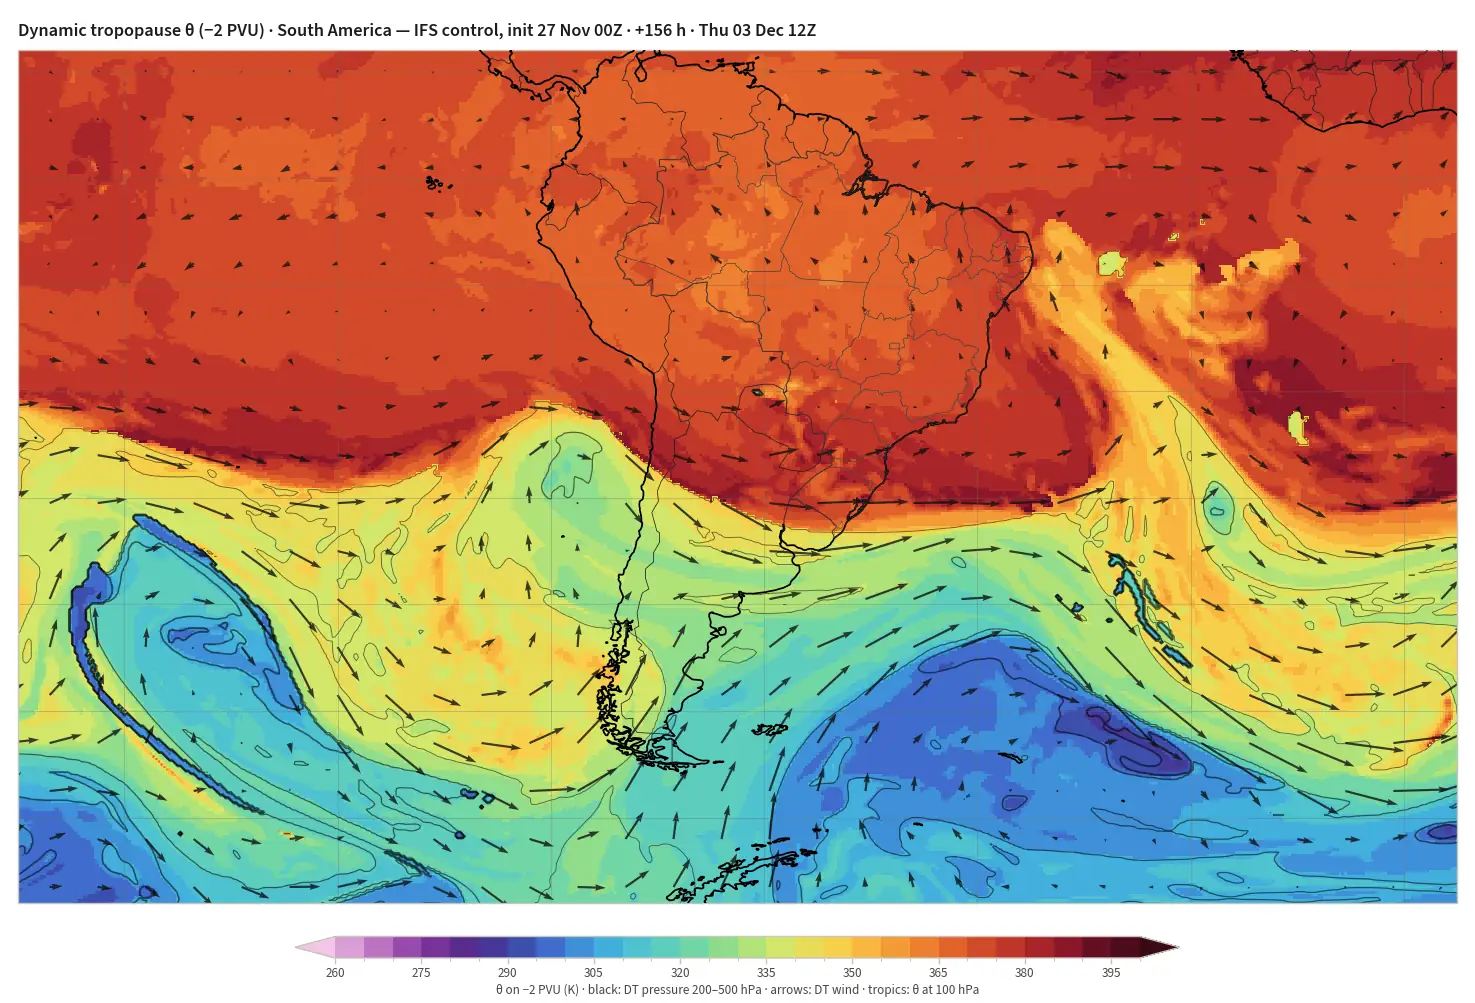 Dynamic tropopause θ (−2 PVU) · South America — IFS control, init 27 Nov 00Z · +156 h · Thu 03 Dec 12Z
260 275 290 305 320 335 350 365 380 395
θ on −2 PVU (K) · black: DT pressure 200–500 hPa · arrows: DT wind · tropics: θ at 100 hPa